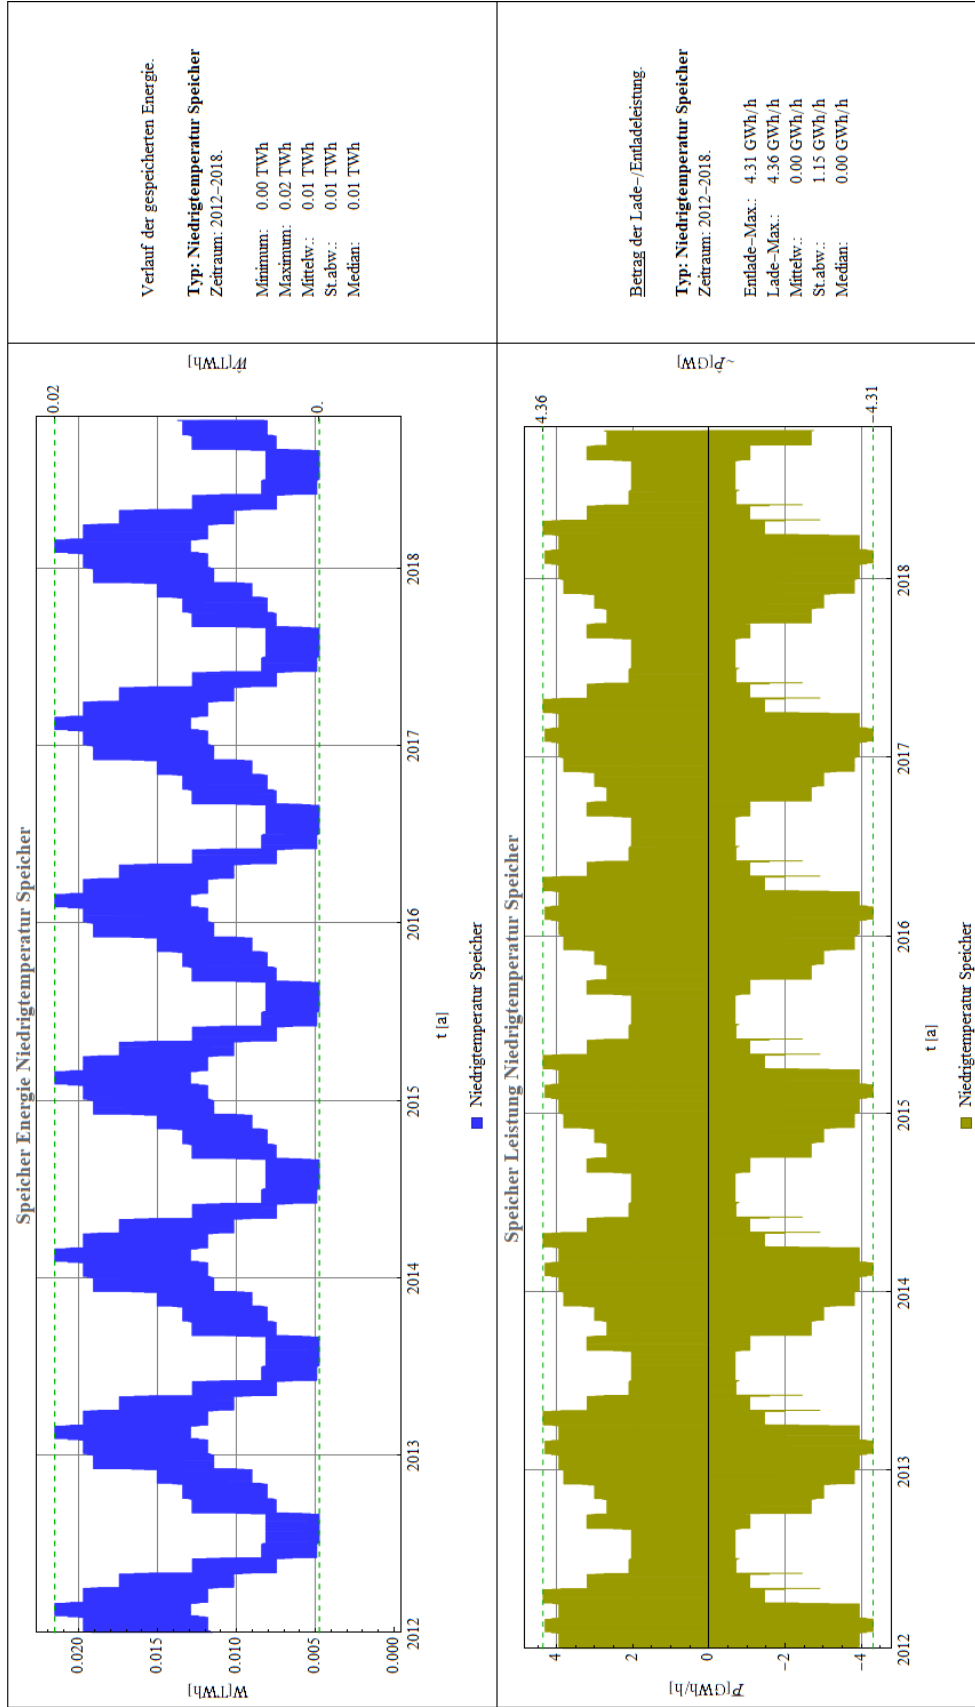 Speicher Energie Niedrigtemperatur Speicher
W[TWh]
0.020
0.015
0.010
0.005
0.000
2012
2013
2014
2015
2016
2017
2018
0.02
0.
Ŵ[TWh]
t [a]
Niedrigtemperatur Speicher
Verlauf der gespeicherten Energie.
Typ: Niedrigtemperatur Speicher
Zeitraum: 2012–2018.
Minimum: 0.00 TWh
Maximum: 0.02 TWh
Mittelw.: 0.01 TWh
St.abw.: 0.01 TWh
Median: 0.01 TWh
Speicher Leistung Niedrigtemperatur Speicher
P[GWh/h]
4
2
0
−2
−4
2012
2013
2014
2015
2016
2017
2018
4.36
−4.31
~P̂[GW]
t [a]
Niedrigtemperatur Speicher
Betrag der Lade–/Entladeleistung.
Typ: Niedrigtemperatur Speicher
Zeitraum: 2012–2018.
Entlade–Max.: 4.31 GWh/h
Lade–Max.: 4.36 GWh/h
Mittelw.: 0.00 GWh/h
St.abw.: 1.15 GWh/h
Median: 0.00 GWh/h